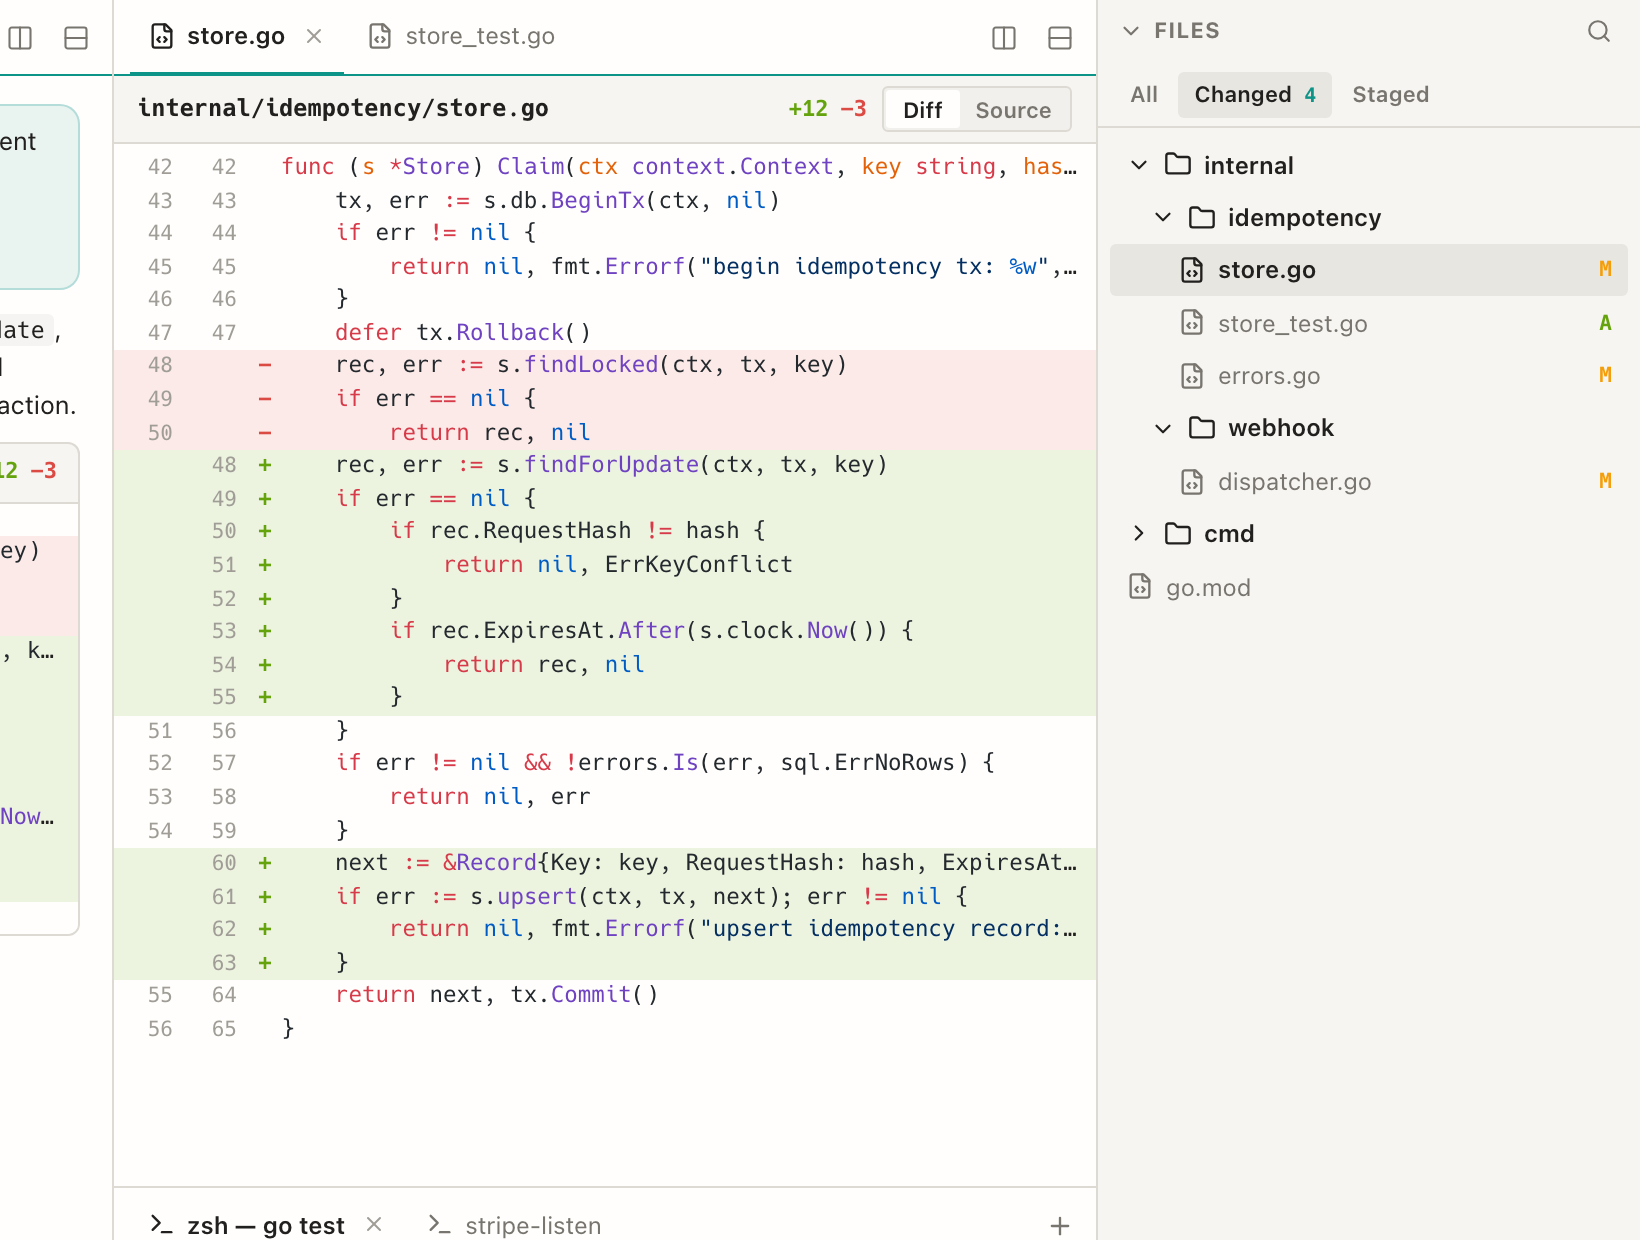 ent
late,
action.
12 −3
ey)
, k…
Now…
store.go
store_test.go
internal/idempotency/store.go
+12 −3
Diff
Source
42 42 func (s *Store) Claim(ctx context.Context, key string, has…
43 43 tx, err := s.db.BeginTx(ctx, nil)
44 44 if err != nil {
45 45 return nil, fmt.Errorf("begin idempotency tx: %w",…
46 46 }
47 47 defer tx.Rollback()
48 − rec, err := s.findLocked(ctx, tx, key)
49 − if err == nil {
50 − return rec, nil
48 + rec, err := s.findForUpdate(ctx, tx, key)
49 + if err == nil {
50 + if rec.RequestHash != hash {
51 + return nil, ErrKeyConflict
52 + }
53 + if rec.ExpiresAt.After(s.clock.Now()) {
54 + return rec, nil
55 + }
51 56 }
52 57 if err != nil && !errors.Is(err, sql.ErrNoRows) {
53 58 return nil, err
54 59 }
60 + next := &Record{Key: key, RequestHash: hash, ExpiresAt…
61 + if err := s.upsert(ctx, tx, next); err != nil {
62 + return nil, fmt.Errorf("upsert idempotency record:…
63 + }
55 64 return next, tx.Commit()
56 65 }
zsh — go test
stripe-listen
FILES
All
Changed 4
Staged
internal
idempotency
store.go M
store_test.go A
errors.go M
webhook
dispatcher.go M
cmd
go.mod